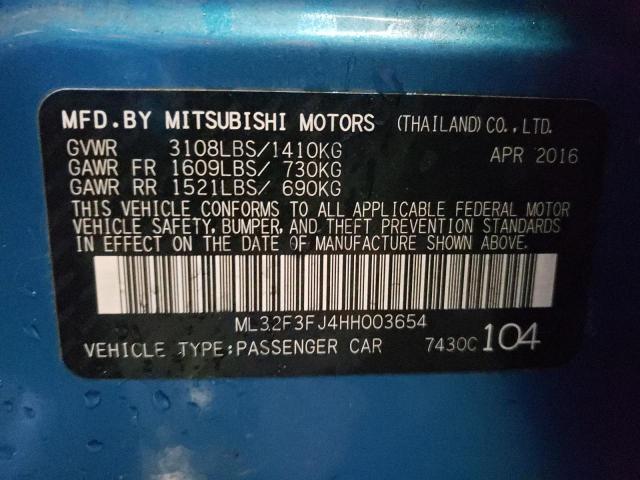 MFD.BY MITSUBISHI MOTORS (THAILAND)CO.,LTD.
GVWR 3108LBS/1410KG APR 2016
GAWR FR 1609LBS/ 730KG
GAWR RR 1521LBS/ 690KG
THIS VEHICLE CONFORMS TO ALL APPLICABLE FEDERAL MOTOR
VEHICLE SAFETY, BUMPER, AND THEFT PREVENTION STANDARDS
IN EFFECT ON THE DATE OF MANUFACTURE SHOWN ABOVE.
ML32F3FJ4HH003654
VEHICLE TYPE:PASSENGER CAR 7430C 104